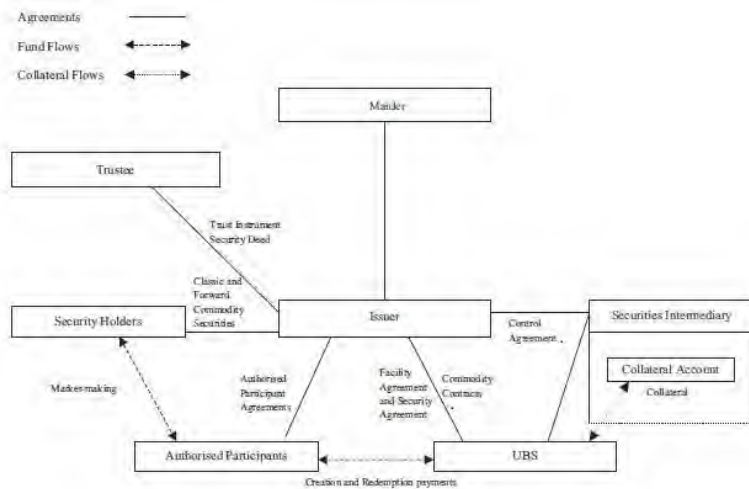 Agreements
Fund Flows
Collateral Flows
Maider
Trustee
Trust Instrument
Security Deed
Classic and
Forward
Commodity
Securities
Security Holders
Issuer
Securities Intermediary
Control
Agreement
Collateral Account
Collateral
Market-making
Authorised
Participant
Agreements
Facility
Agreement
and Security
Agreement
Commodity
Contracts
Authorised Participants
UBS
Creation and Redemption payments